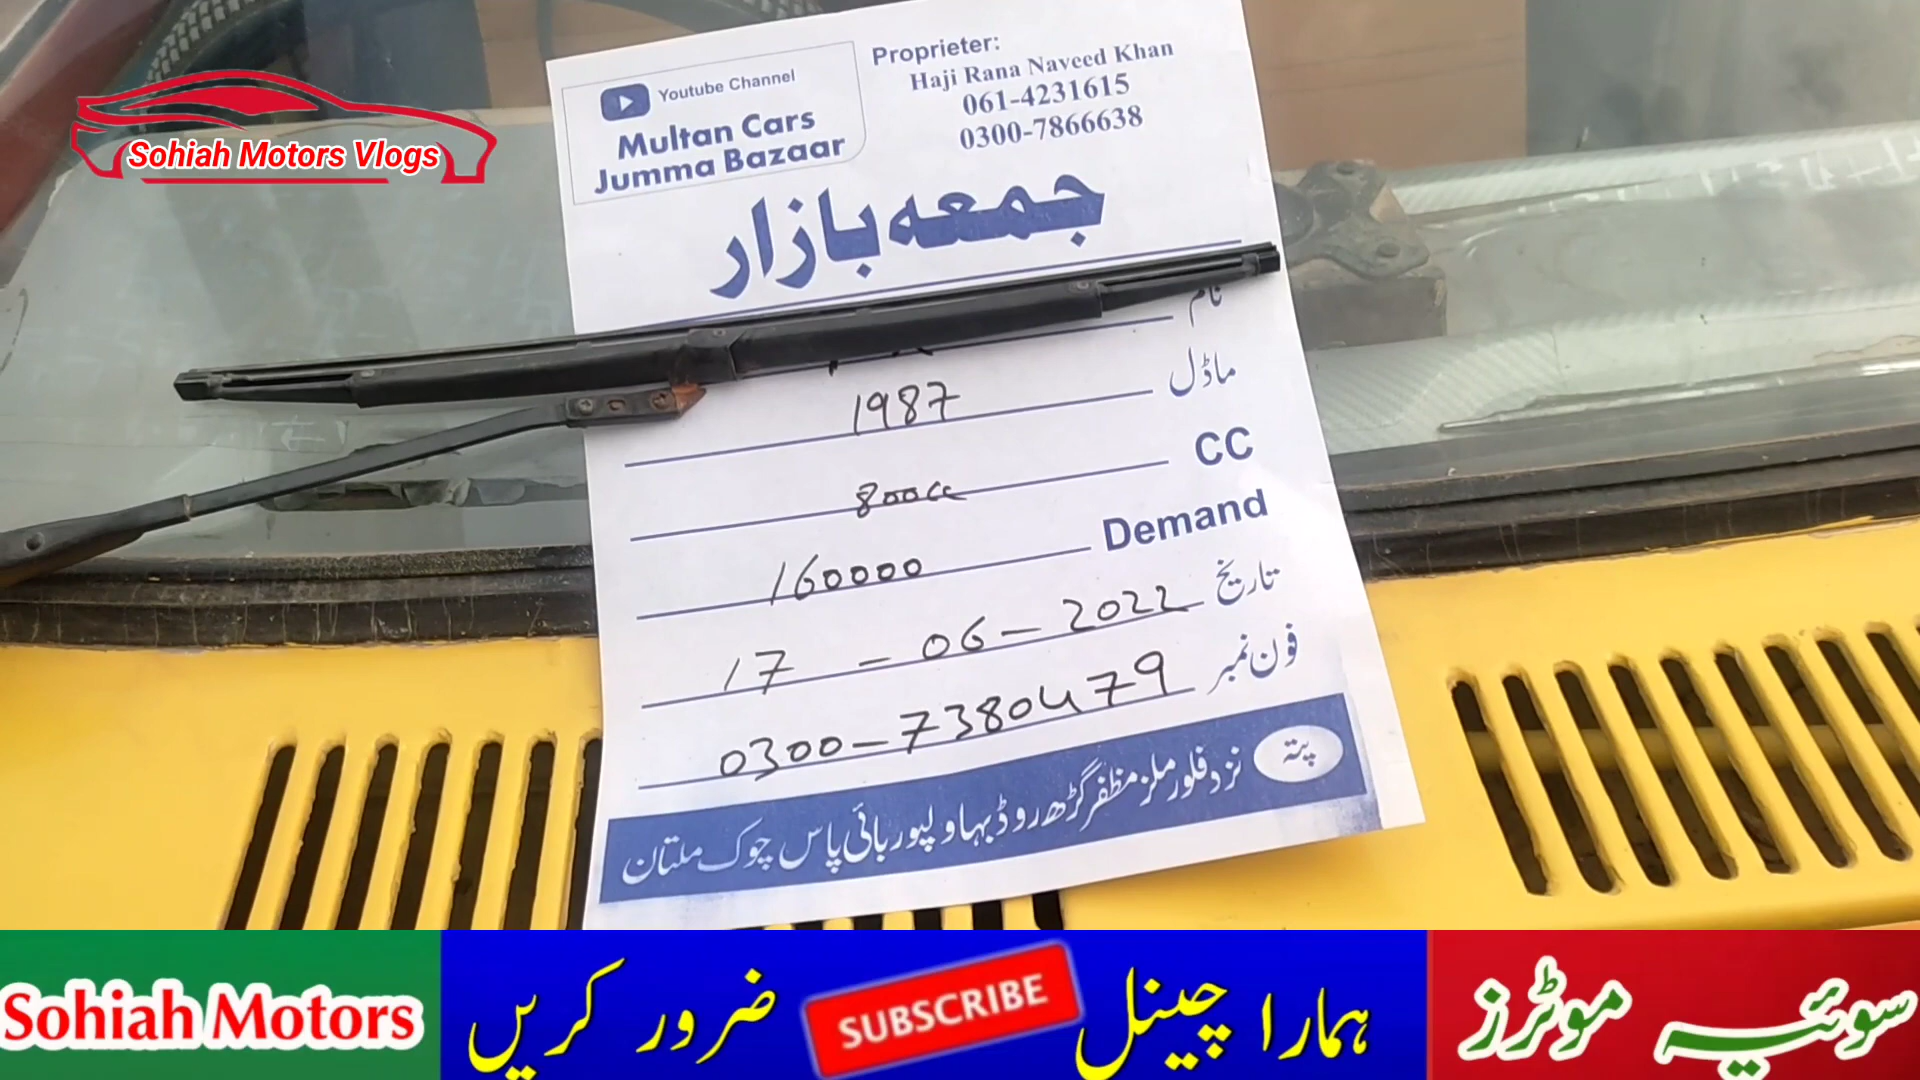 Sohiah Motors Vlogs
Youtube Channel
Multan Cars
Jumma Bazaar
Proprieter:
Haji Rana Naveed Khan
061-4231615
0300-7866638
جمعہ بازار
نام
ماڈل 1987
CC 800cc
Demand 160000
تاریخ 17 - 06 - 2022
فون نمبر 0300-7380479
پتہ نزد فلور ملز مظفر گڑھ روڈ بہاولپور بائی پاس چوک ملتان
Sohiah Motors
ہمارا چینل SUBSCRIBE ضرور کریں
سوئیہ موٹرز